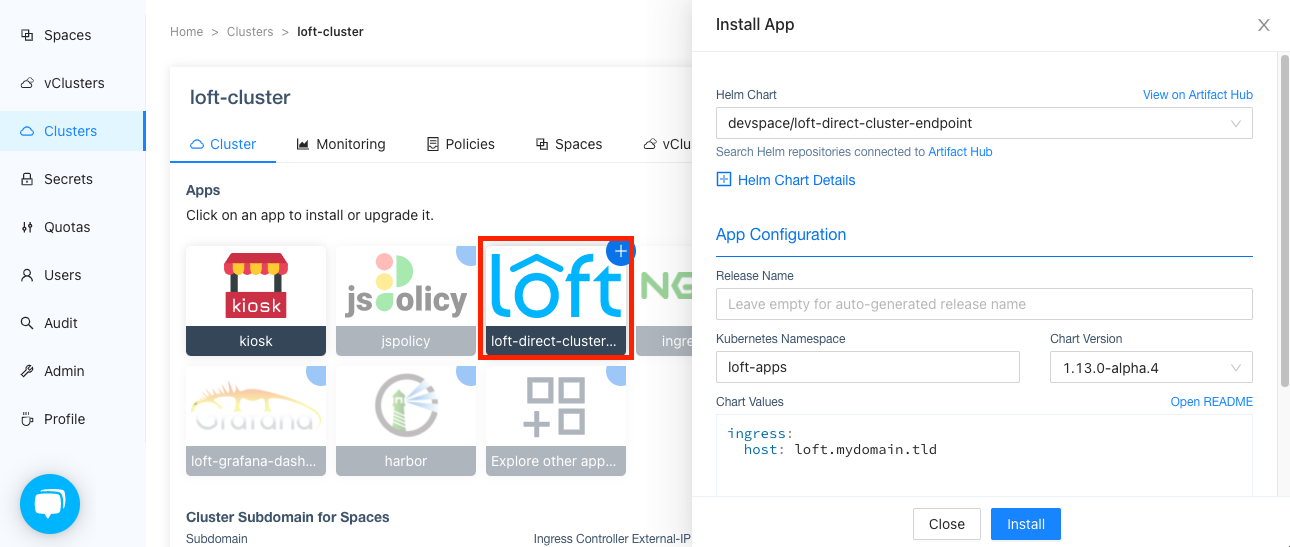 Spaces
vClusters
Clusters
Secrets
Quotas
Users
Audit
Admin
Profile
Home > Clusters > loft-cluster
loft-cluster
Cluster
Monitoring
Policies
Spaces
vClu
Apps
Click on an app to install or upgrade it.
kiosk
kiosk
jspolicy
jspolicy
loft
loft-direct-cluster...
NG
ingre
Grafana
loft-grafana-dash...
harbor
Explore other app...
Cluster Subdomain for Spaces
Subdomain
Ingress Controller External-IP
Install App
Helm Chart
View on Artifact Hub
devspace/loft-direct-cluster-endpoint
Search Helm repositories connected to Artifact Hub
Helm Chart Details
App Configuration
Release Name
Leave empty for auto-generated release name
Kubernetes Namespace
Chart Version
loft-apps
1.13.0-alpha.4
Chart Values
Open README
ingress:
  host: loft.mydomain.tld
Close
Install